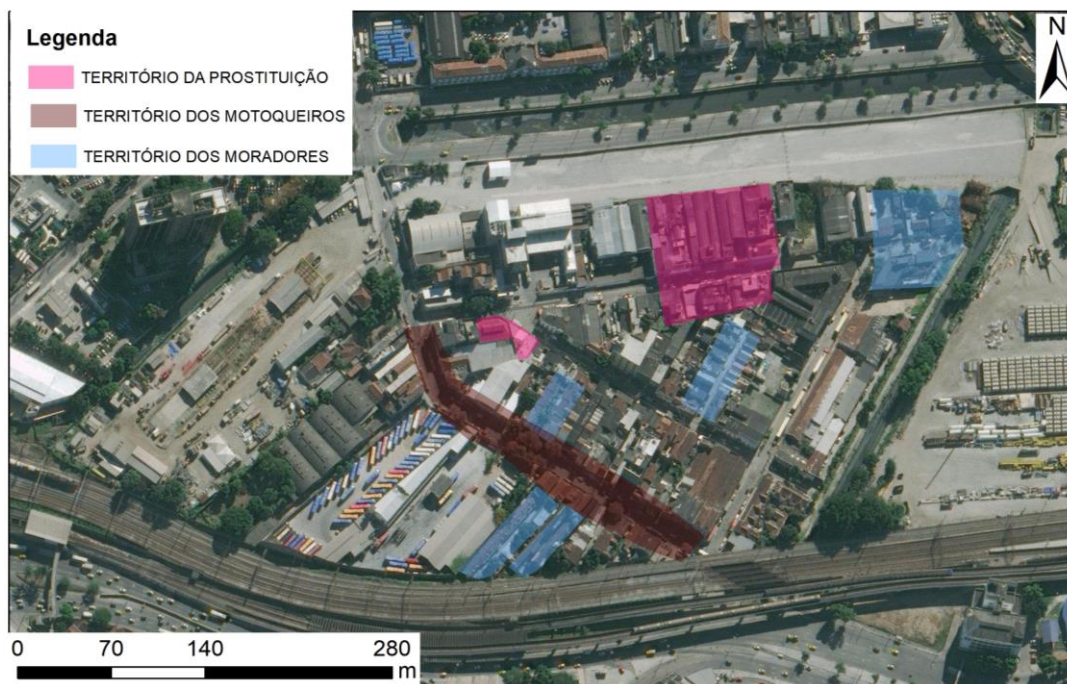 Legenda
TERRITÓRIO DA PROSTITUIÇÃO
TERRITÓRIO DOS MOTOQUEIROS
TERRITÓRIO DOS MORADORES
N
0 70 140 280
m